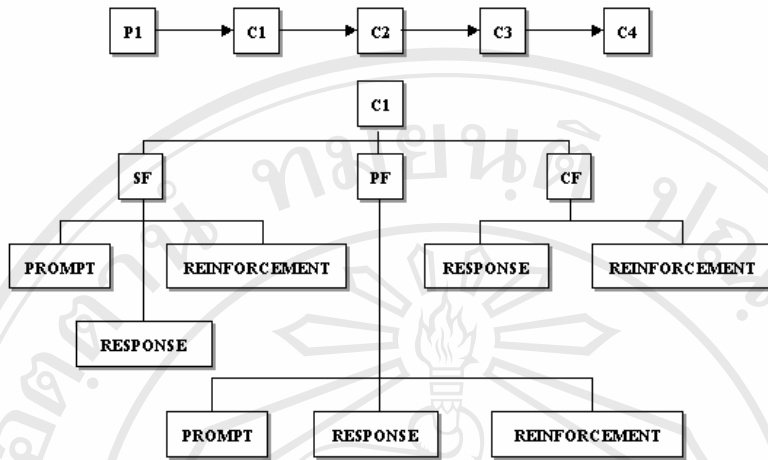 P1 C1 C2 C3 C4
C1
SF PF CF
PROMPT REINFORCEMENT RESPONSE REINFORCEMENT
RESPONSE
PROMPT RESPONSE REINFORCEMENT